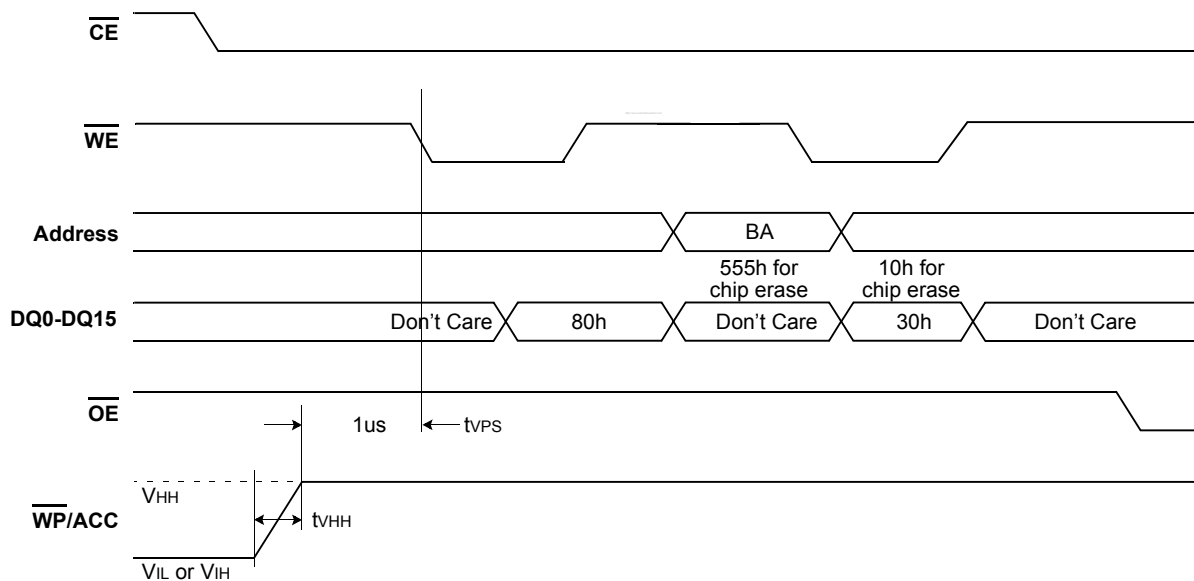 CE
WE
Address
BA
555h for
chip erase
10h for
chip erase
DQ0-DQ15
Don't Care
80h
Don't Care
30h
Don't Care
OE
1us
tVPS
VHH
WP/ACC
tVHH
VIL or VIH